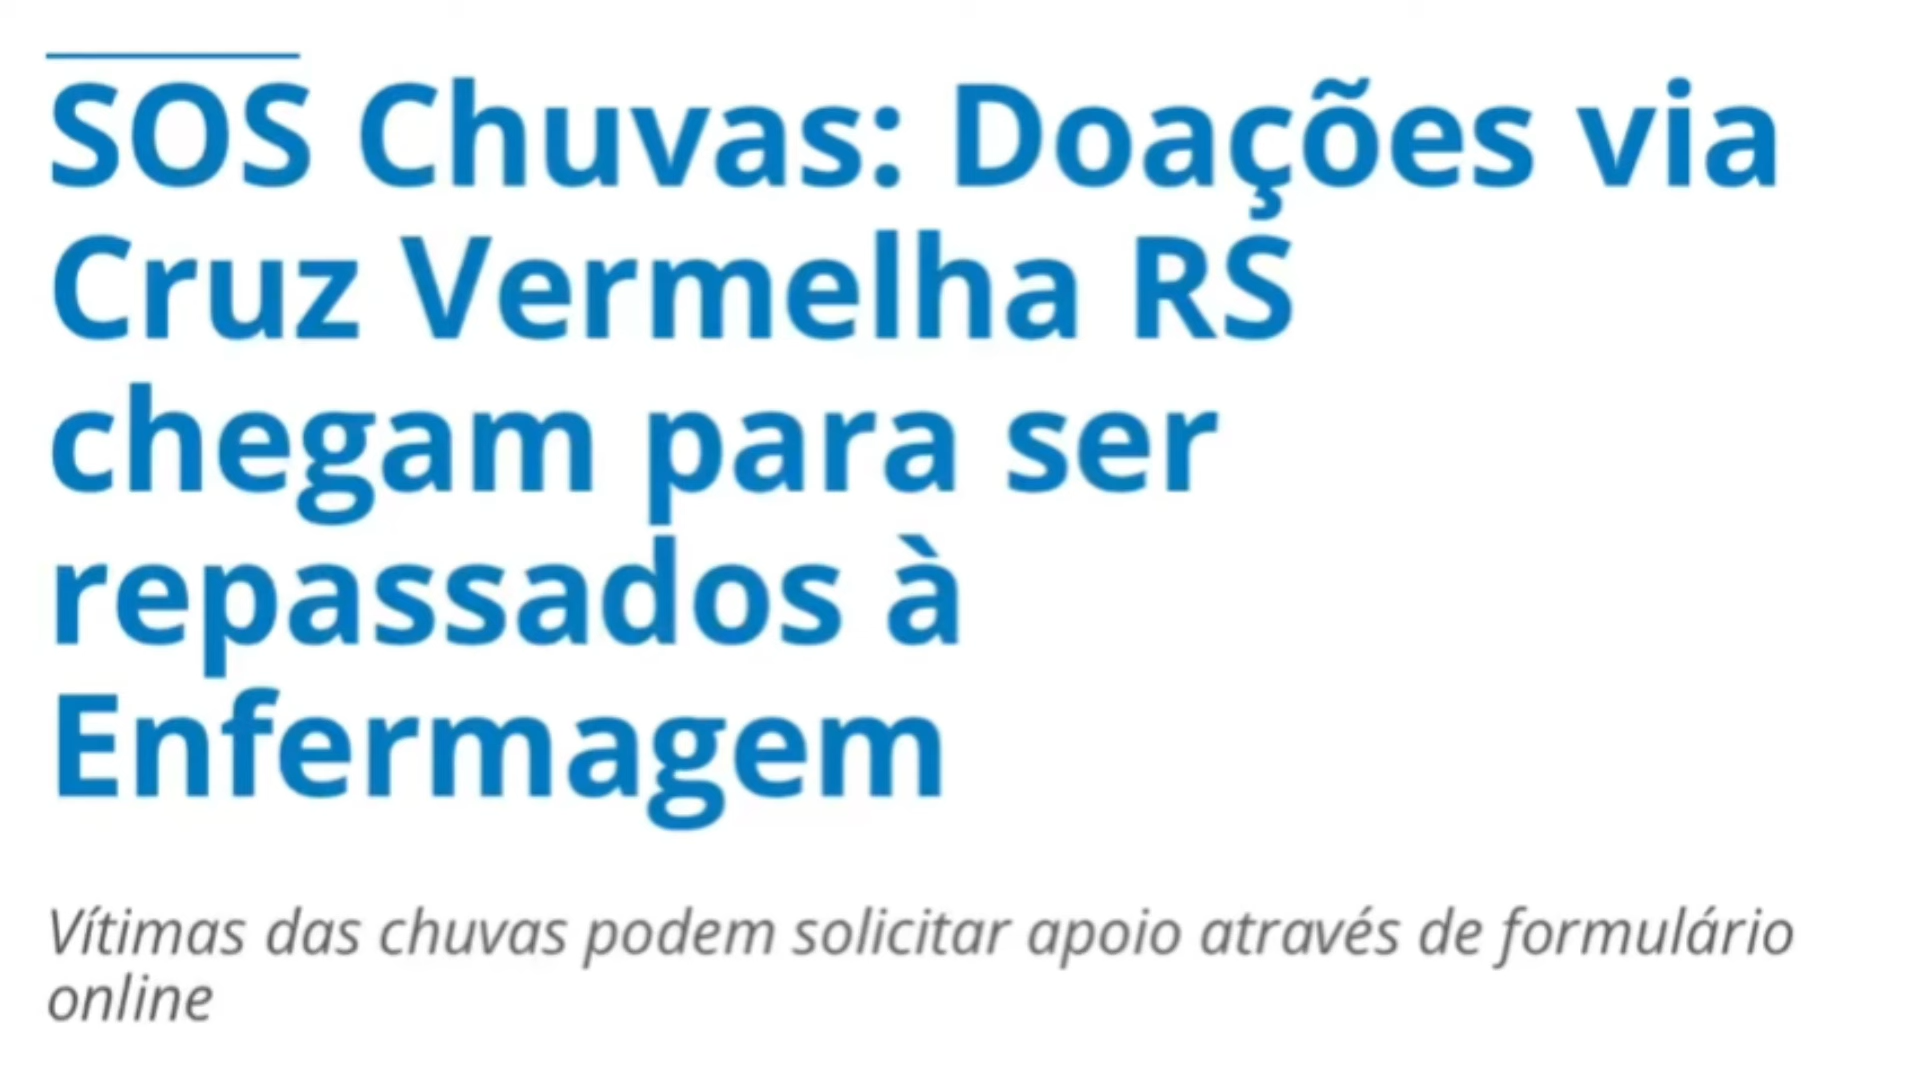 SOS Chuvas: Doações via
Cruz Vermelha RS
chegam para ser
repassados à
Enfermagem
Vítimas das chuvas podem solicitar apoio através de formulário
online